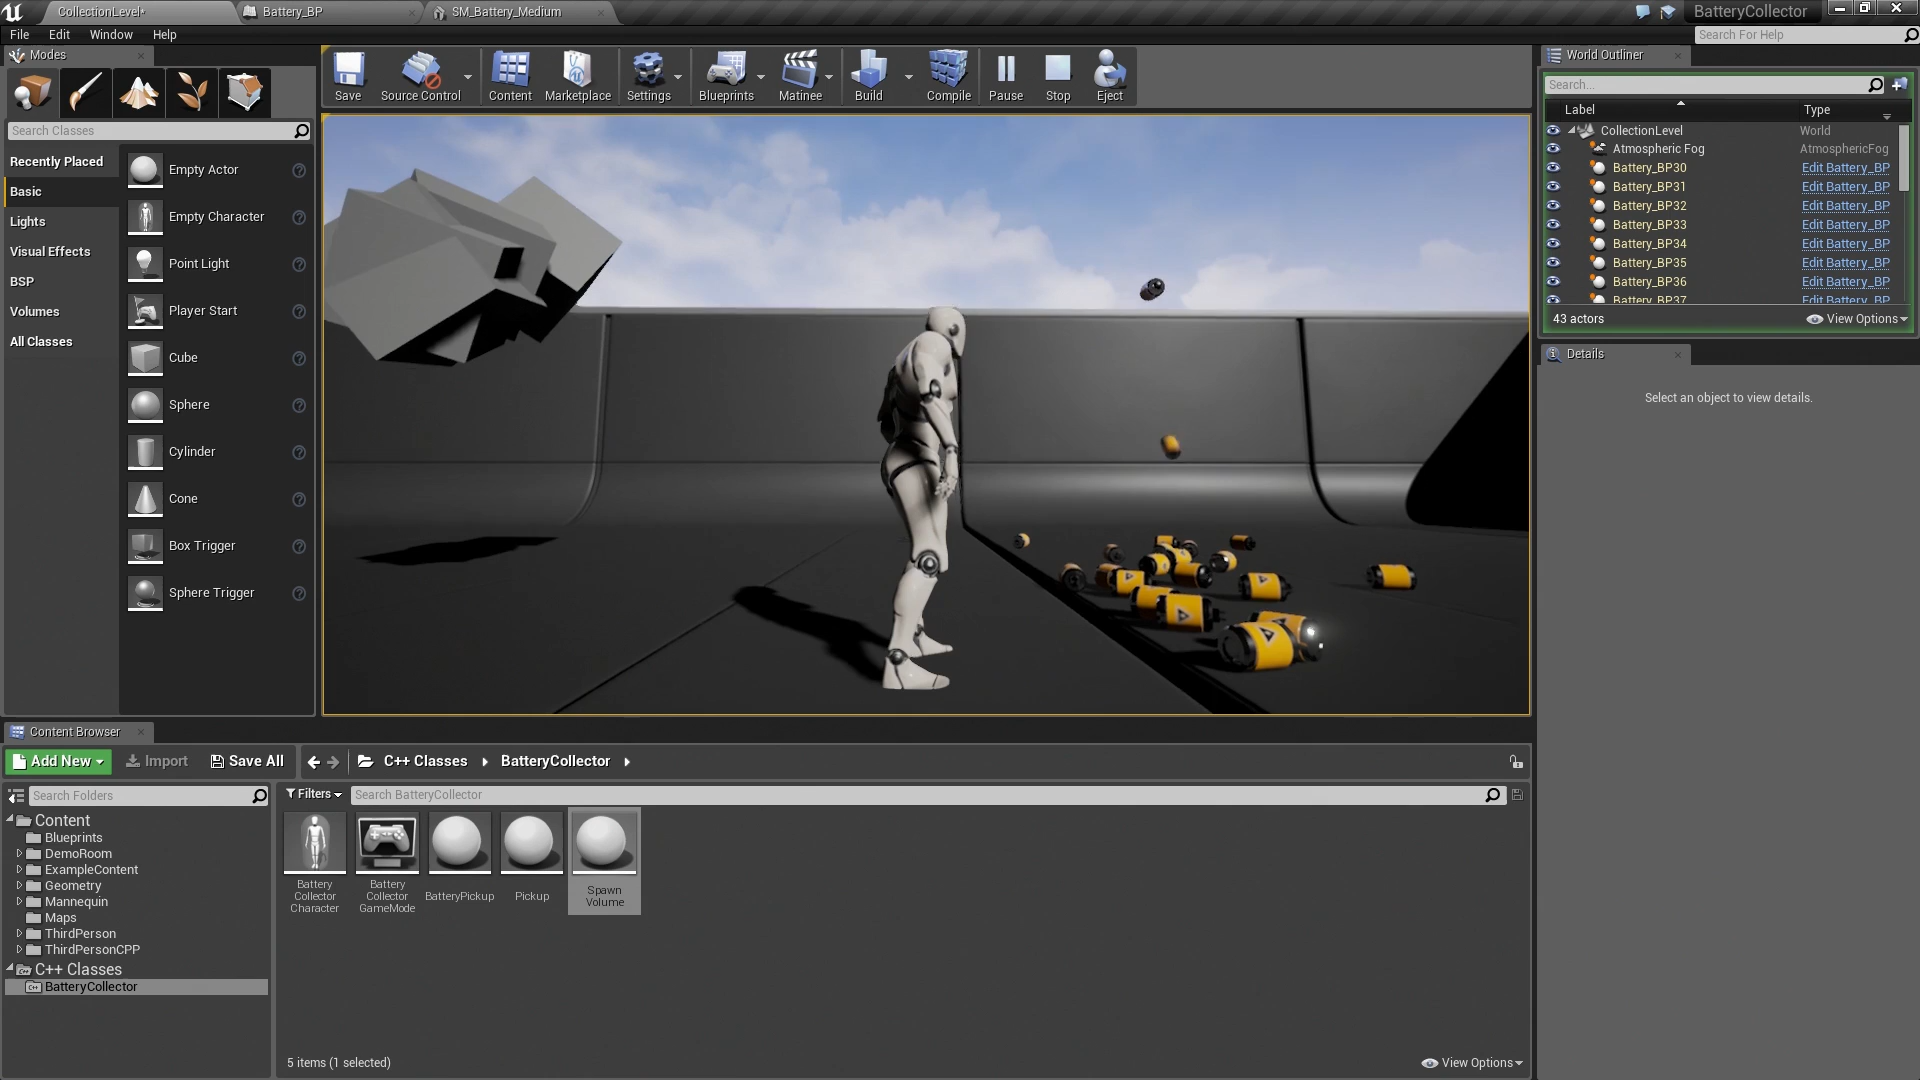 CollectionLevel*
Battery_BP
SM_Battery_Medium
BatteryCollector
File Edit Window Help
Search For Help
Modes
Save
Source Control
Content
Marketplace
Settings
Blueprints
Matinee
Build
Compile
Pause
Stop
Eject
Search Classes
Recently Placed
Basic
Lights
Visual Effects
BSP
Volumes
All Classes
Empty Actor
Empty Character
Point Light
Player Start
Cube
Sphere
Cylinder
Cone
Box Trigger
Sphere Trigger
World Outliner
Search...
Label Type
CollectionLevel World
Atmospheric Fog AtmosphericFog
Battery_BP30 Edit Battery_BP
Battery_BP31 Edit Battery_BP
Battery_BP32 Edit Battery_BP
Battery_BP33 Edit Battery_BP
Battery_BP34 Edit Battery_BP
Battery_BP35 Edit Battery_BP
Battery_BP36 Edit Battery_BP
Battery_BP37 Edit Battery_BP
43 actors View Options
Details
Select an object to view details.
Content Browser
Add New Import Save All C++ Classes BatteryCollector
Search Folders
Content
Blueprints
DemoRoom
ExampleContent
Geometry
Mannequin
Maps
ThirdPerson
ThirdPersonCPP
C++ Classes
BatteryCollector
Filters Search BatteryCollector
Battery
Collector
Character
Battery
Collector
GameMode
BatteryPickup
Pickup
Spawn
Volume
5 items (1 selected)
View Options